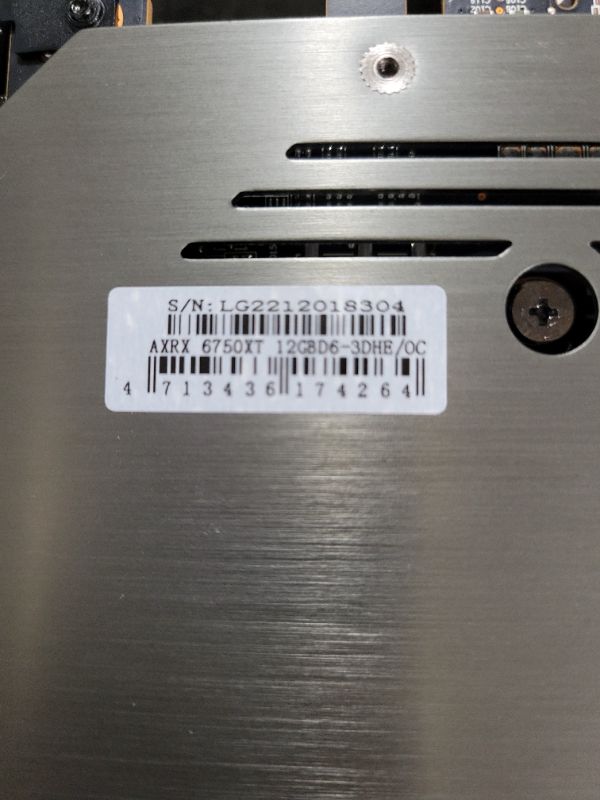 S/N: LG2212018304
AXRX 6750XT 12GBD6-3DHE/OC
4 713436 174264